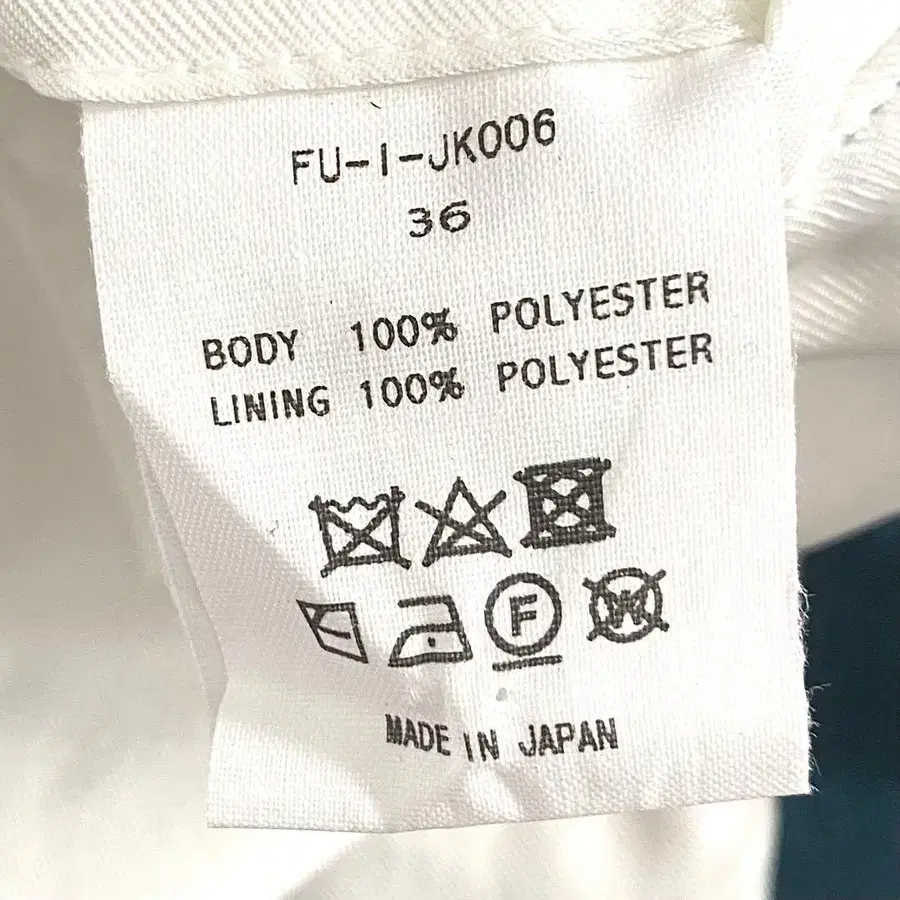 FU-I-JK006
36
BODY 100% POLYESTER
LINING 100% POLYESTER
F
W
MADE IN JAPAN